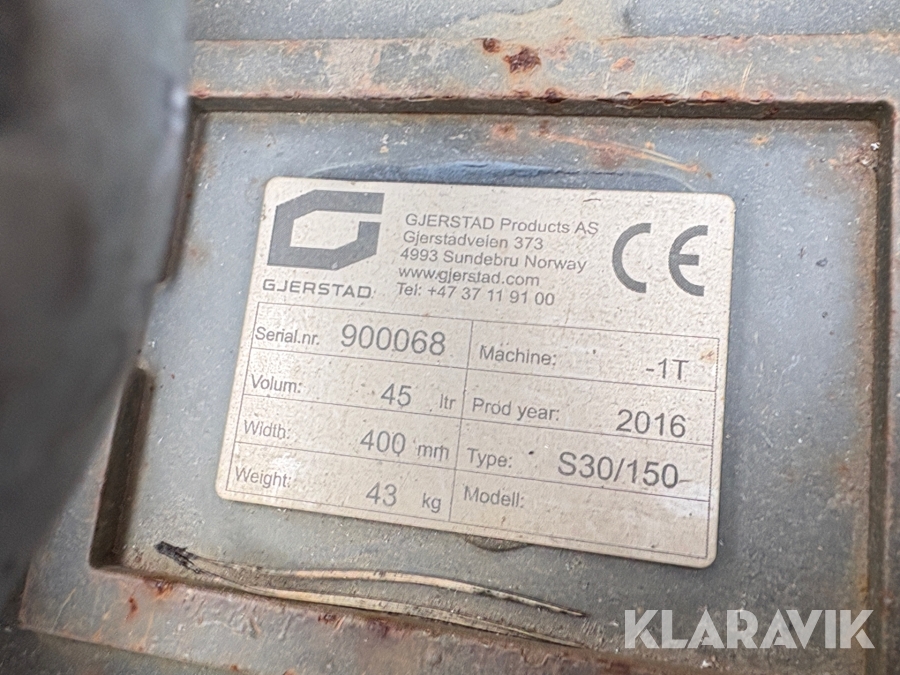 GJERSTAD
GJERSTAD Products AS
Gjerstadveien 373
4993 Sundebru Norway
www.gjerstad.com
Tel: +47 37 11 91 00
CE
Serial.nr. 900068 Machine: -1T
Volum: 45 ltr Prod year: 2016
Width: 400 mm Type: S30/150
Weight: 43 kg Modell:
KLARAVIK